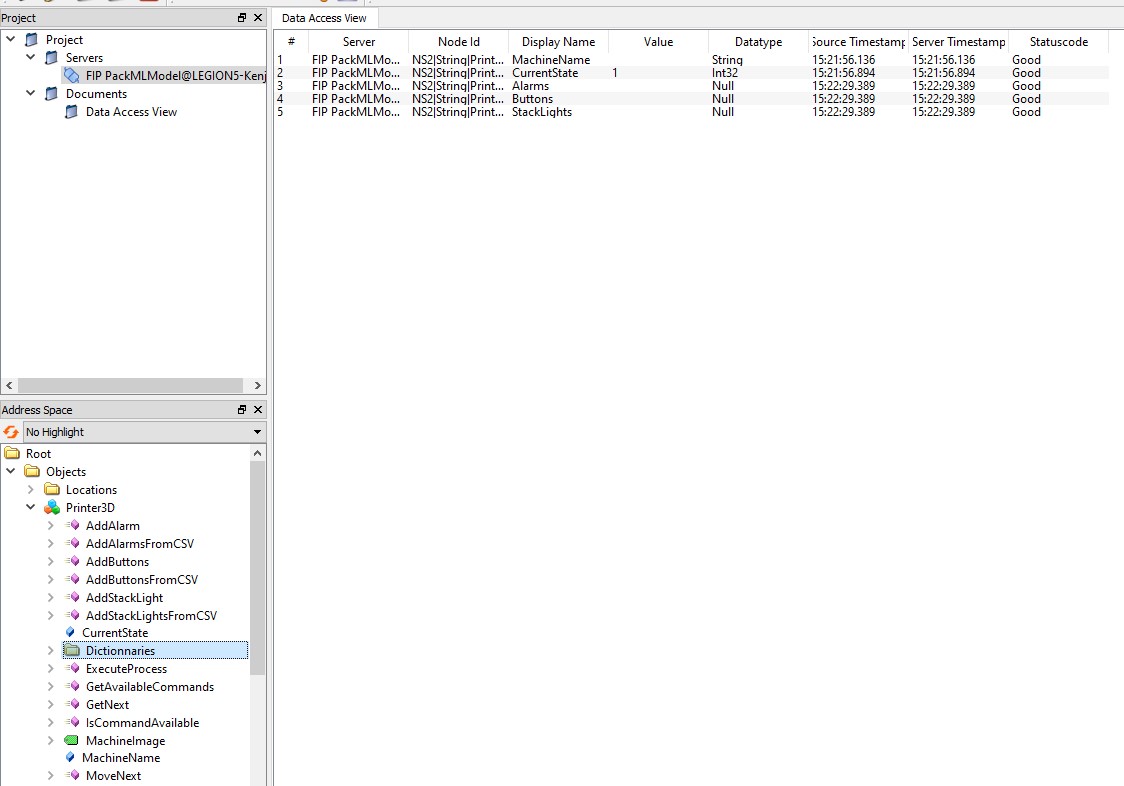 Project
Project
Servers
FIP PackMLModel@LEGION5-Kenj
Documents
Data Access View
Address Space
No Highlight
Root
Objects
Locations
Printer3D
AddAlarm
AddAlarmsFromCSV
AddButtons
AddButtonsFromCSV
AddStackLight
AddStackLightsFromCSV
CurrentState
Dictionnaries
ExecuteProcess
GetAvailableCommands
GetNext
IsCommandAvailable
MachineImage
MachineName
MoveNext
Data Access View
# Server Node Id Display Name Value Datatype Source Timestamp Server Timestamp Statuscode
1 FIP PackMLMo... NS2|String|Print... MachineName String 15:21:56.136 15:21:56.136 Good
2 FIP PackMLMo... NS2|String|Print... CurrentState 1 Int32 15:21:56.894 15:21:56.894 Good
3 FIP PackMLMo... NS2|String|Print... Alarms Null 15:22:29.389 15:22:29.389 Good
4 FIP PackMLMo... NS2|String|Print... Buttons Null 15:22:29.389 15:22:29.389 Good
5 FIP PackMLMo... NS2|String|Print... StackLights Null 15:22:29.389 15:22:29.389 Good